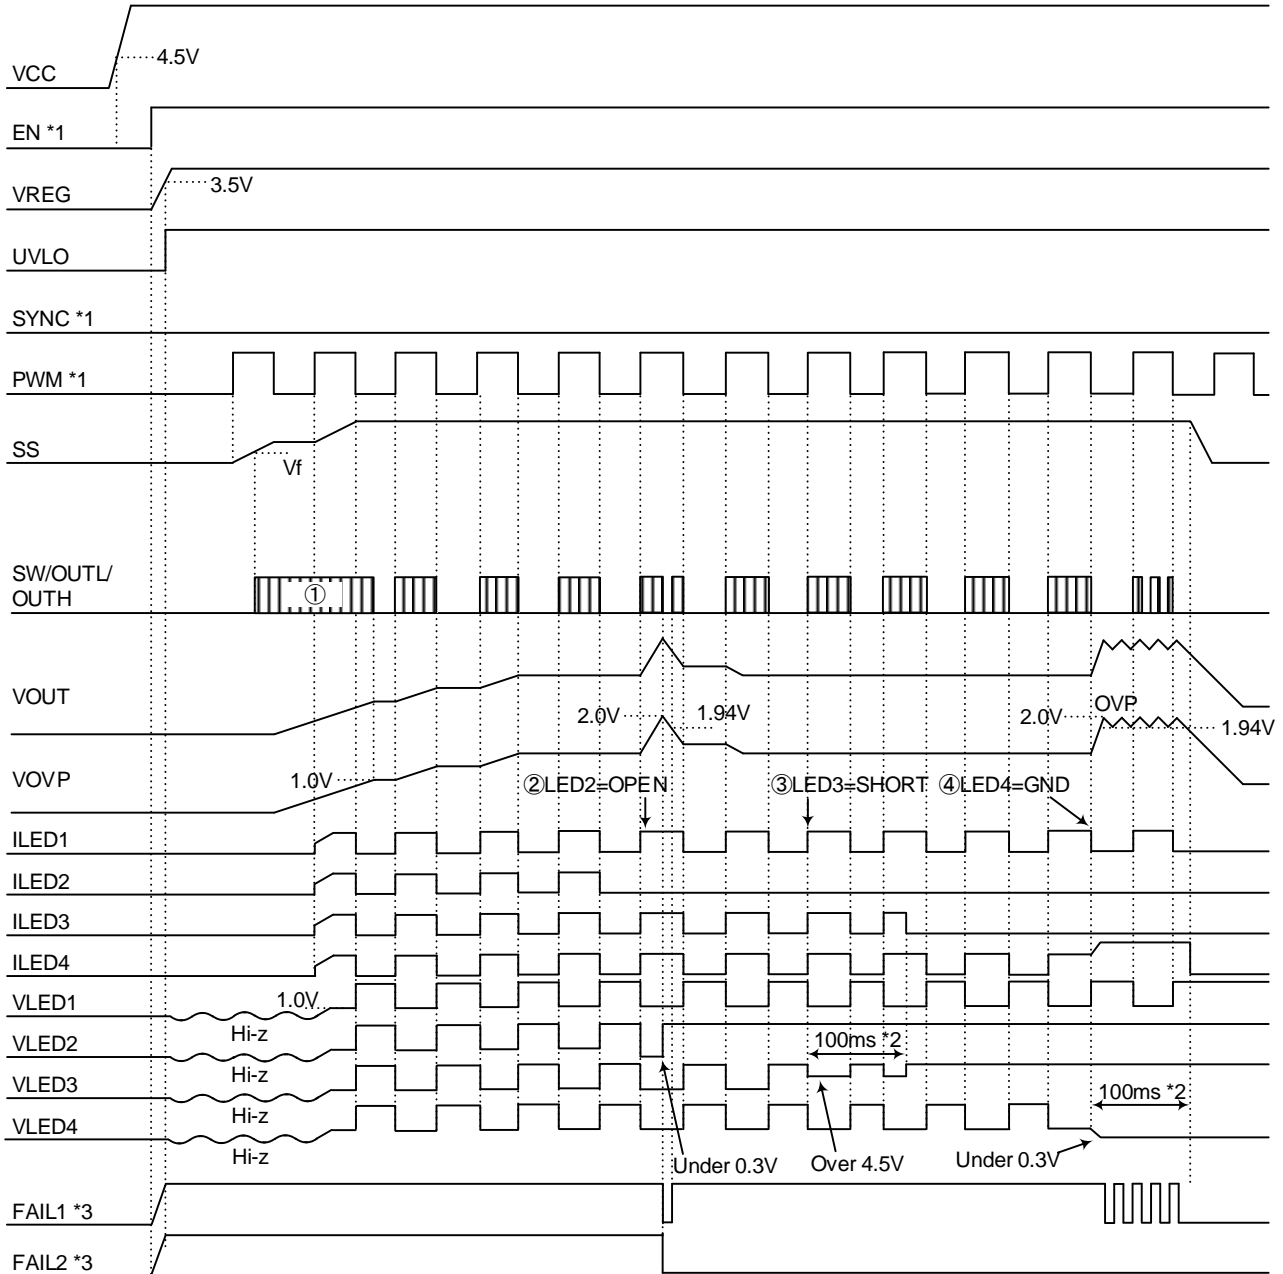 4.5V
VCC
EN *1
3.5V
VREG
UVLO
SYNC *1
PWM *1
SS
Vf
SW/OUTL/
OUTH
①
VOUT
2.0V
1.94V
2.0V
OVP
1.94V
VOVP
1.0V
②LED2=OPEN
③LED3=SHORT
④LED4=GND
ILED1
ILED2
ILED3
ILED4
VLED1
1.0V
Hi-z
VLED2
100ms *2
Hi-z
VLED3
100ms *2
Hi-z
VLED4
Hi-z
Under 0.3V
Over 4.5V
Under 0.3V
FAIL1 *3
FAIL2 *3